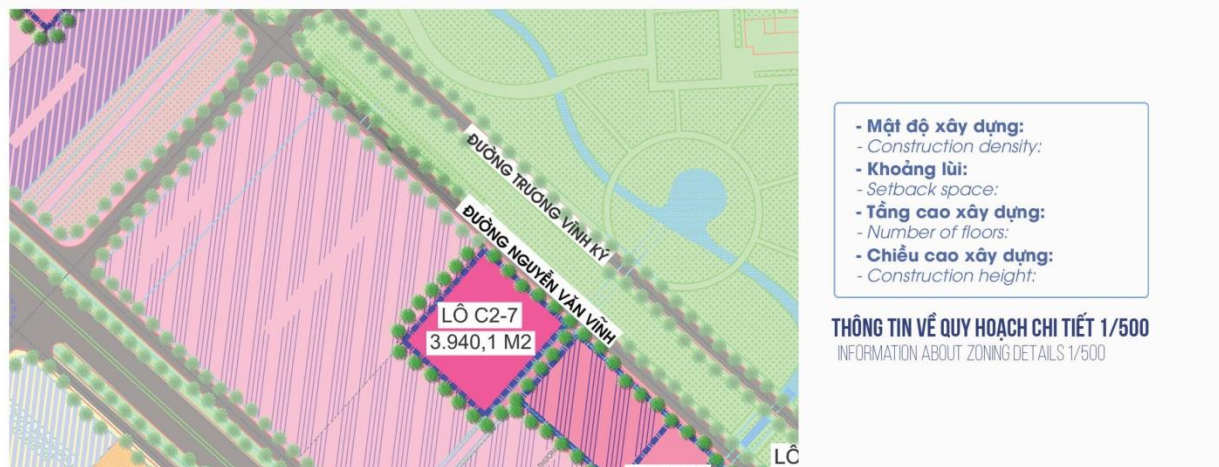 ĐƯỜNG TRƯƠNG VĨNH KÝ
ĐƯỜNG NGUYỄN VĂN VĨNH
LÔ C2-7
3.940,1 M2
LÔ
- Mật độ xây dựng:
- Construction density:
- Khoảng lùi:
- Setback space:
- Tầng cao xây dựng:
- Number of floors:
- Chiều cao xây dựng:
- Construction height:
THÔNG TIN VỀ QUY HOẠCH CHI TIẾT 1/500
INFORMATION ABOUT ZONING DETAILS 1/500